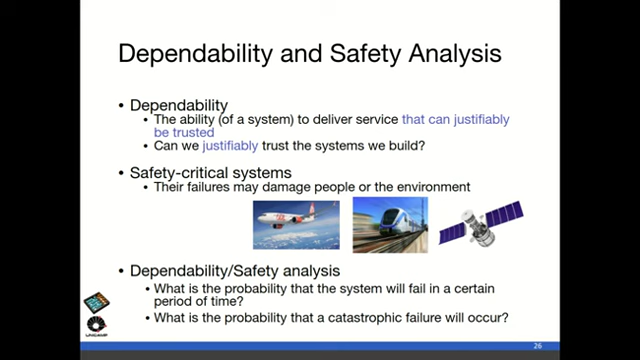 Dependability and Safety Analysis
• Dependability
• The ability (of a system) to deliver service that can justifiably
be trusted
• Can we justifiably trust the systems we build?
• Safety-critical systems
• Their failures may damage people or the environment
• Dependability/Safety analysis
• What is the probability that the system will fail in a certain
period of time?
• What is the probability that a catastrophic failure will occur?
UNICAMP
26